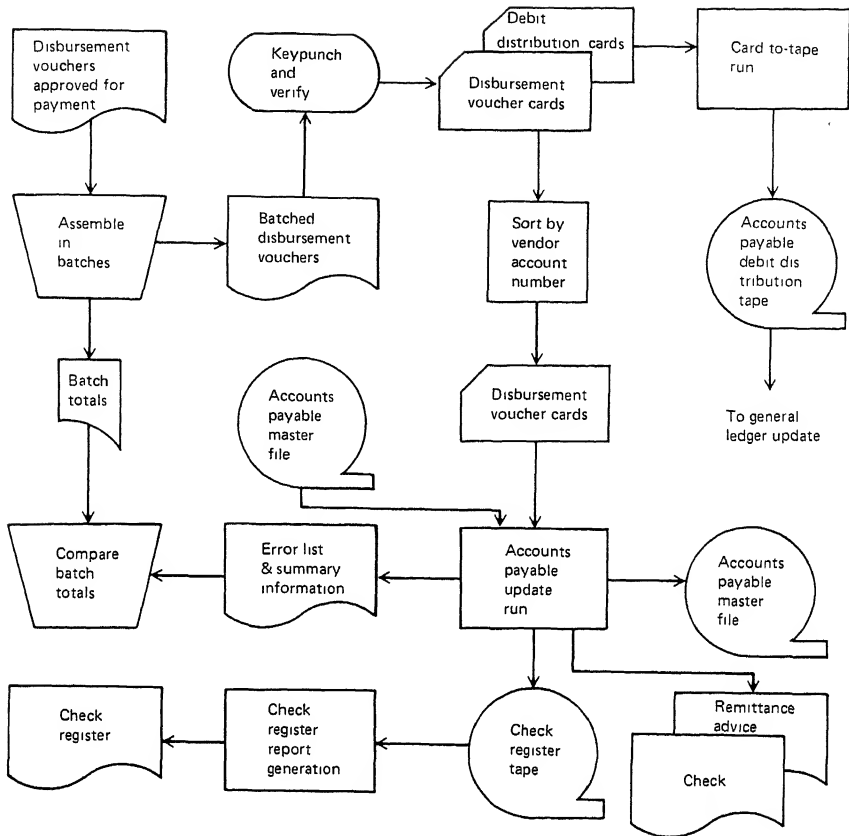 Disbursement
vouchers
approved for
payment
Keypunch
and
verify
Debit
distribution cards
Disbursement
voucher cards
Card to-tape
run
Assemble
in
batches
Batched
disbursement
vouchers
Sort by
vendor
account
number
Accounts
payable
debit dis
tribution
tape
Batch
totals
Accounts
payable
master
file
Disbursement
voucher cards
To general
ledger update
Compare
batch
totals
Error list
& summary
information
Accounts
payable
update
run
Accounts
payable
master
file
Check
register
Check
register
report
generation
Check
register
tape
Remittance
advice
Check